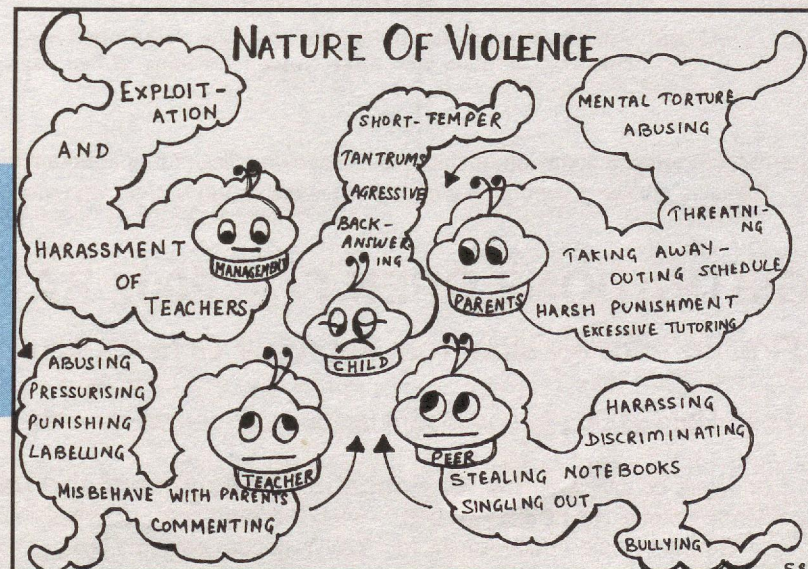 NATURE OF VIOLENCE
EXPLOIT-
ATION
AND
HARASSMENT
OF
TEACHERS
MANAGEMENT
SHORT-TEMPER
TANTRUMS
AGRESSIVE
BACK-
ANSWER
ING
CHILD
MENTAL TORTURE
ABUSING
THREATNI-
NG
TAKING AWAY-
OUTING SCHEDULE
HARSH PUNISHMENT
EXCESSIVE TUTORING
PARENTS
ABUSING
PRESSURISING
PUNISHING
LABELLING
MISBEHAVE WITH PARENTS
COMMENTING
TEACHER
HARASSING
DISCRIMINATING
STEALING NOTEBOOKS
SINGLING OUT
BULLYING
PEER